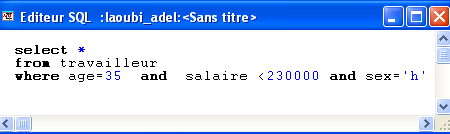 Editeur SQL :laoubi_adel:<Sans titre>
select *
from travailleur
where age=35 and salaire <230000 and sex='h'